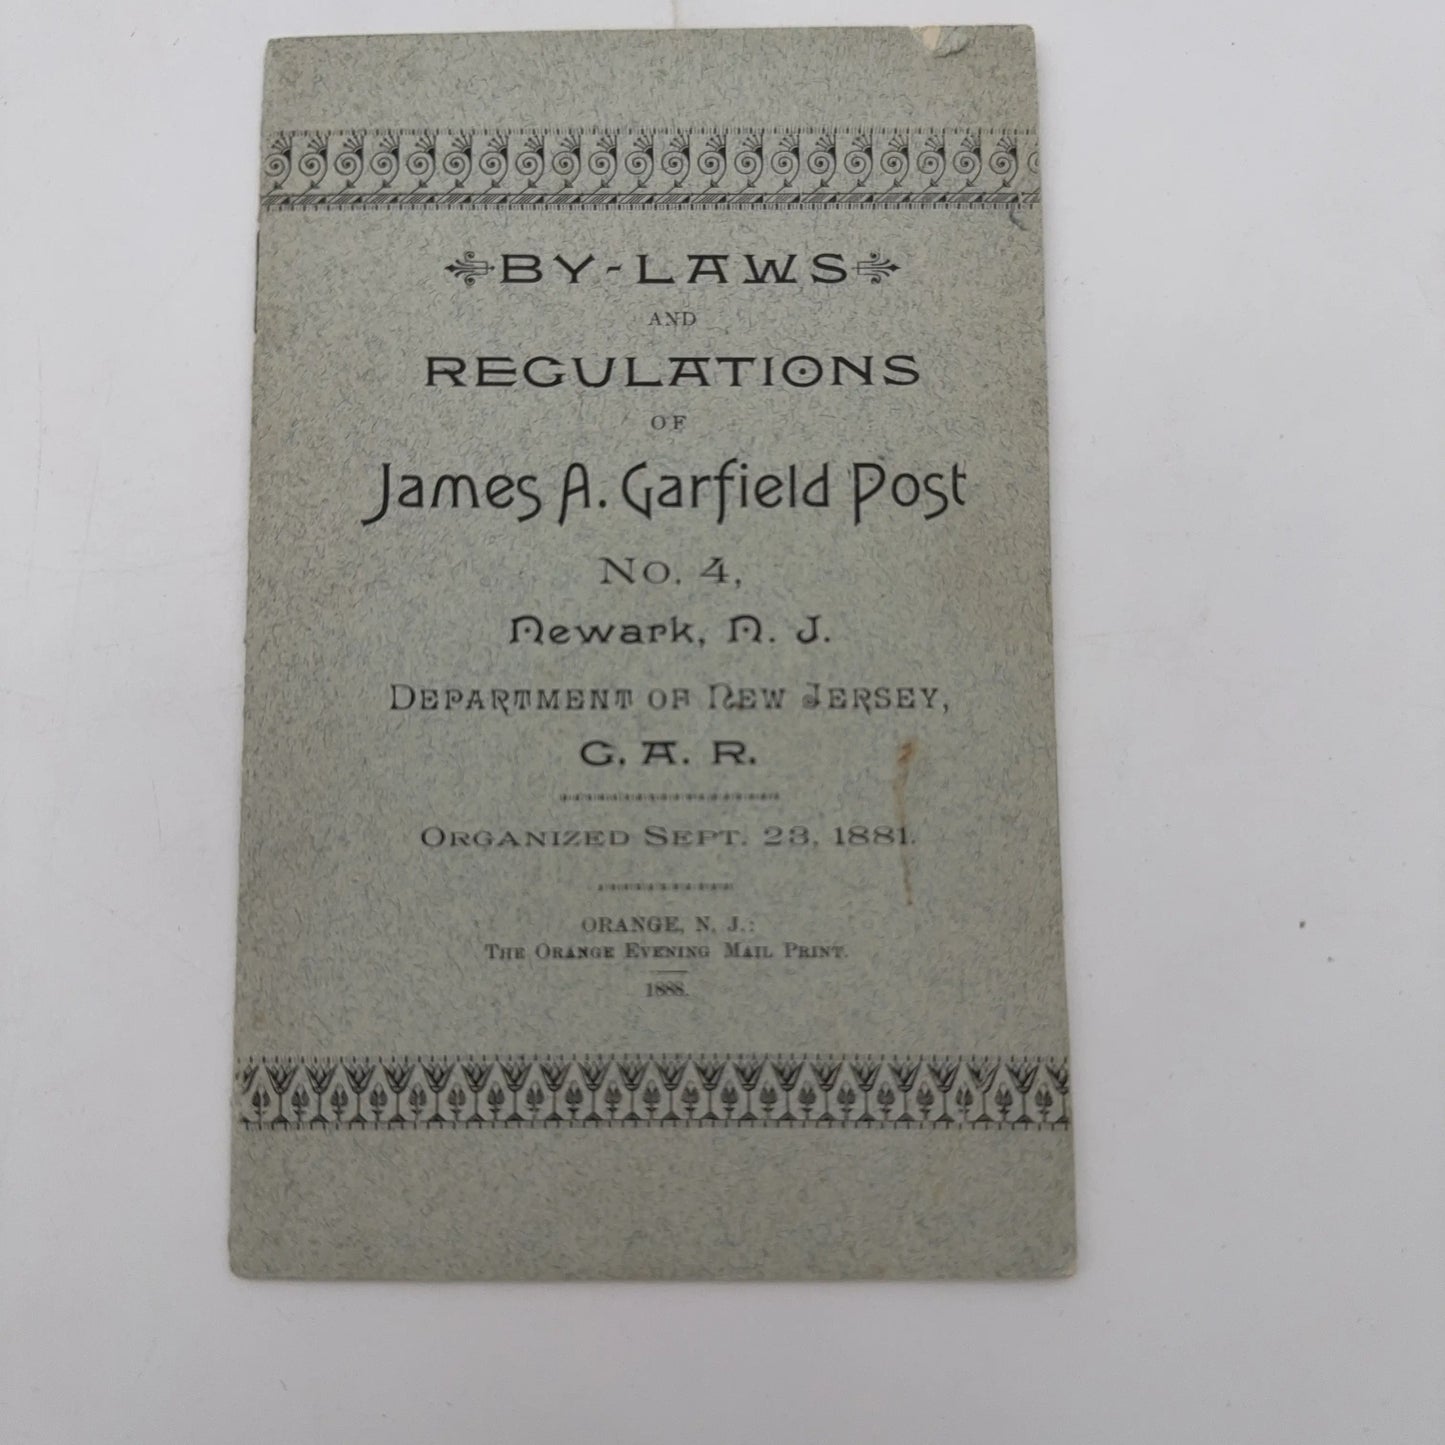 BY-LAWS
AND
REGULATIONS
OF
James A. Garfield Post
No. 4,
Newark, N. J.
Department of New Jersey,
G. A. R.
Organized Sept. 23, 1881.
ORANGE, N. J.:
The Orange Evening Mail Print.
1888.